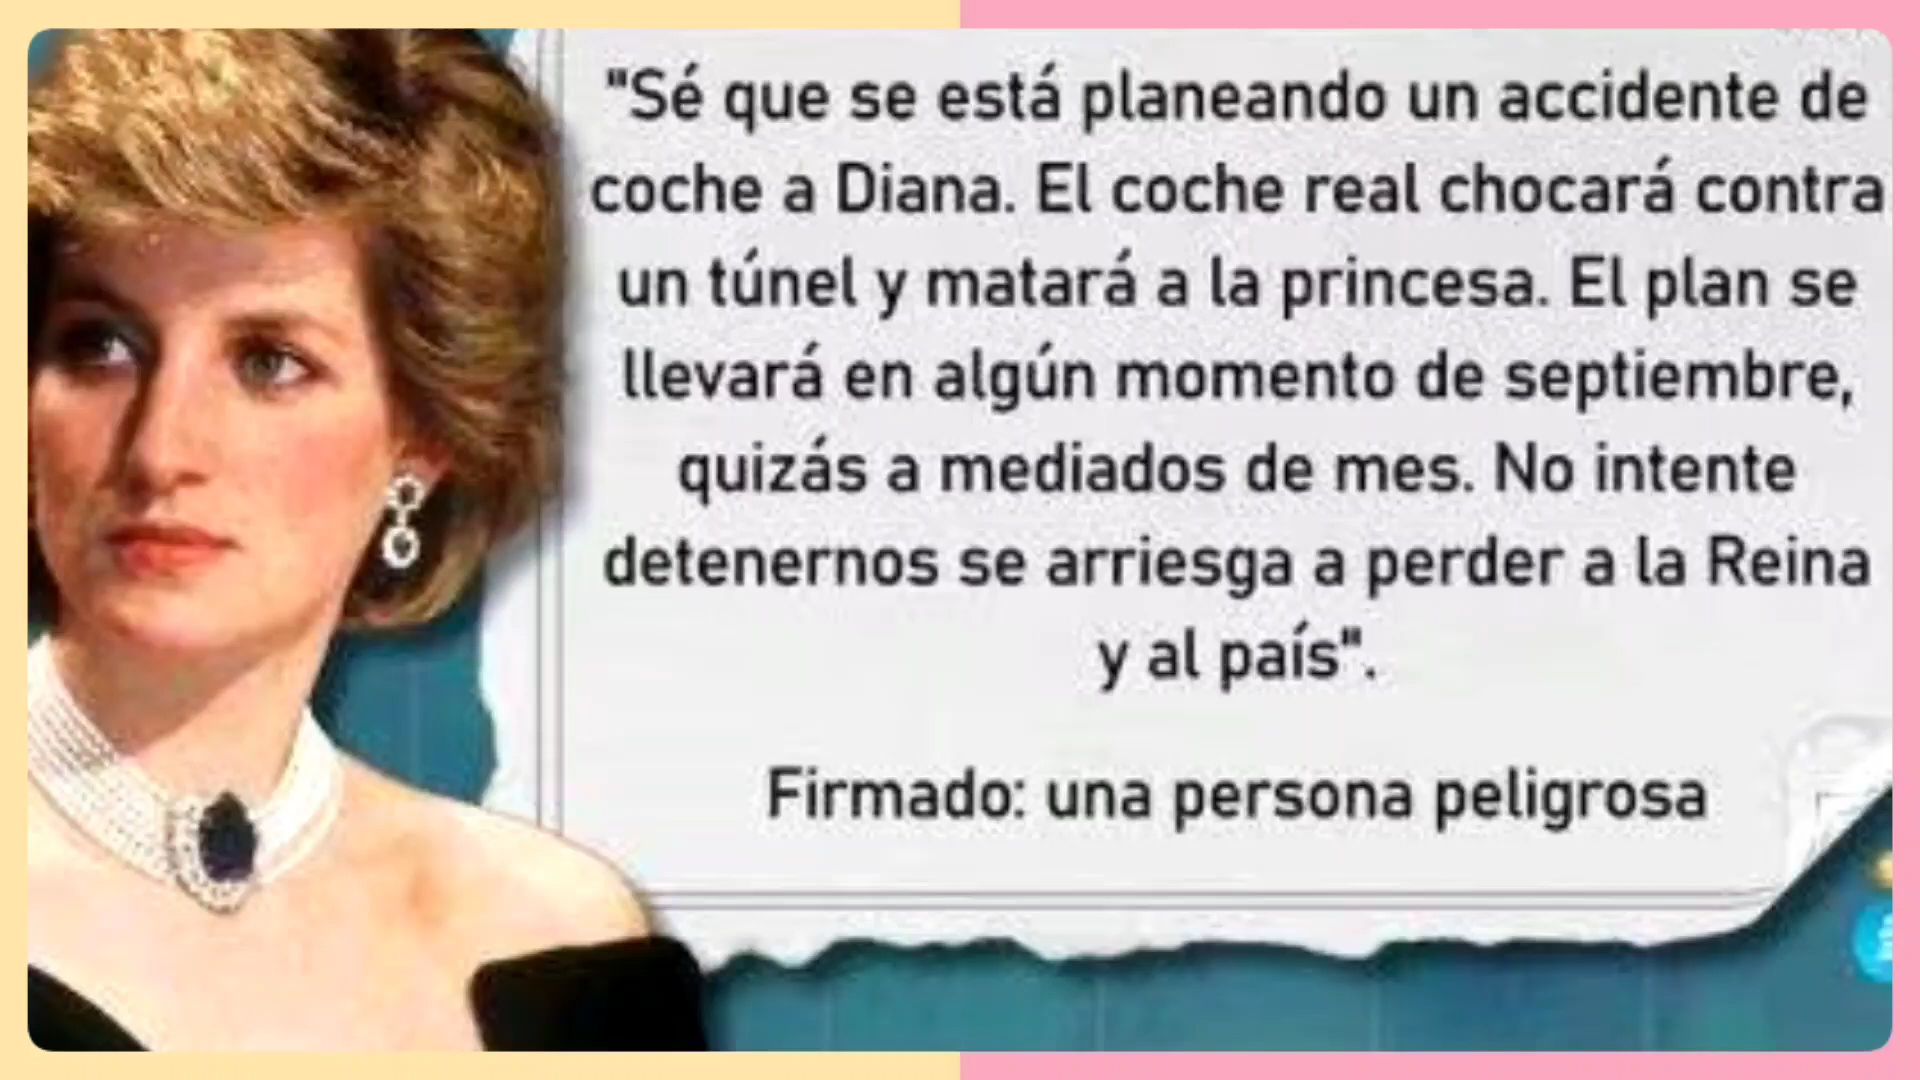 "Sé que se está planeando un accidente de
coche a Diana. El coche real chocará contra
un túnel y matará a la princesa. El plan se
llevará en algún momento de septiembre,
quizás a mediados de mes. No intente
detenernos se arriesga a perder a la Reina
y al país".
Firmado: una persona peligrosa